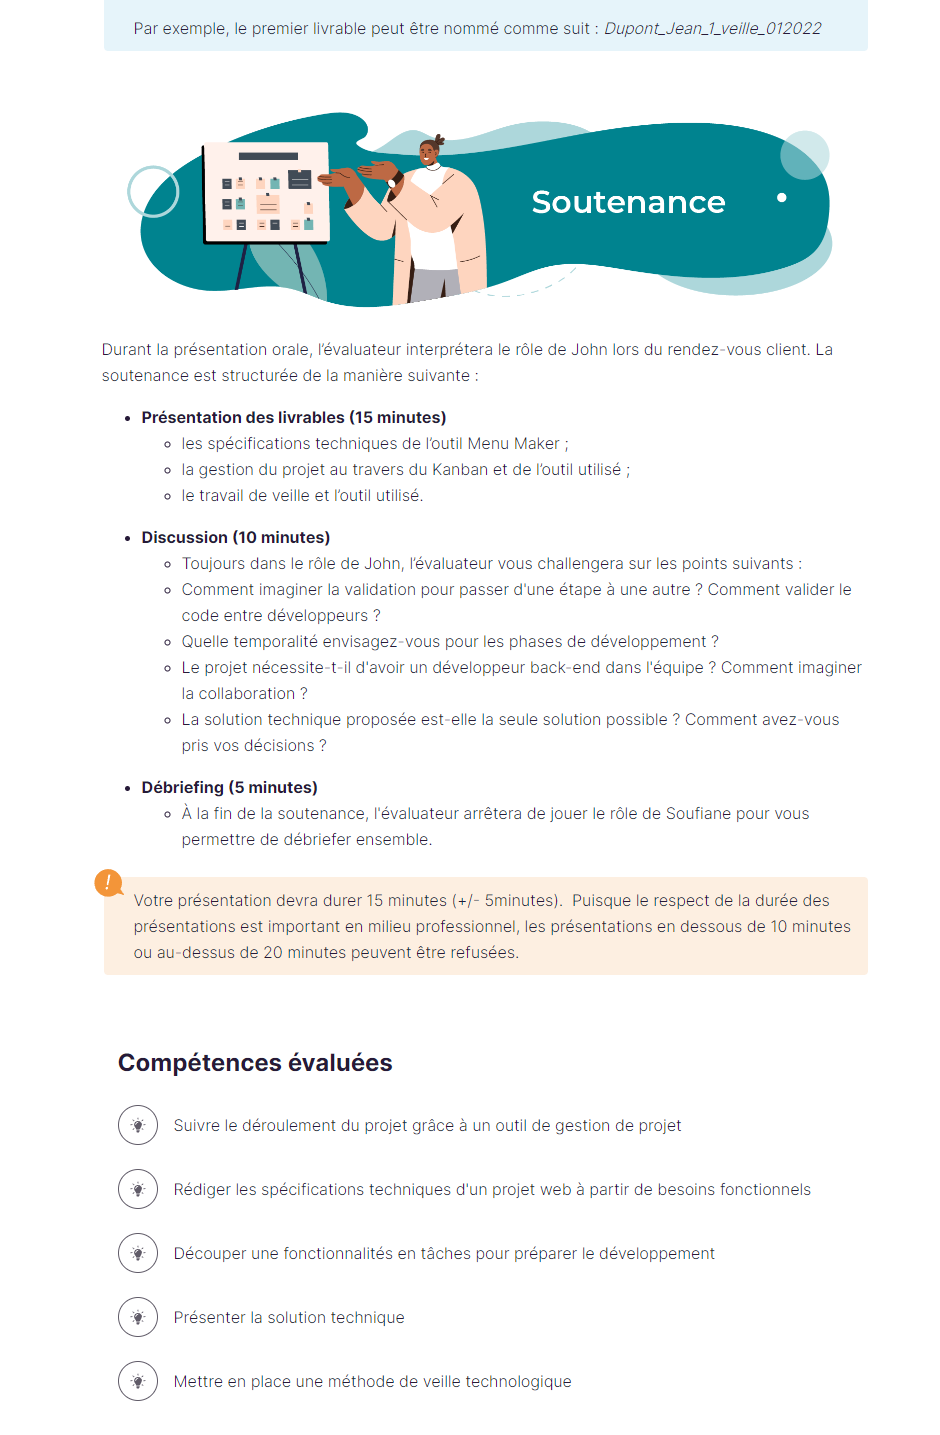 Par exemple, le premier livrable peut être nommé comme suit : Dupont_Jean_1_veille_012022
Soutenance
Durant la présentation orale, l’évaluateur interprétera le rôle de John lors du rendez-vous client. La
soutenance est structurée de la manière suivante :
Présentation des livrables (15 minutes)
les spécifications techniques de l’outil Menu Maker ;
la gestion du projet au travers du Kanban et de l’outil utilisé ;
le travail de veille et l’outil utilisé.
Discussion (10 minutes)
Toujours dans le rôle de John, l’évaluateur vous challengera sur les points suivants :
Comment imaginer la validation pour passer d'une étape à une autre ? Comment valider le
code entre développeurs ?
Quelle temporalité envisagez-vous pour les phases de développement ?
Le projet nécessite-t-il d'avoir un développeur back-end dans l'équipe ? Comment imaginer
la collaboration ?
La solution technique proposée est-elle la seule solution possible ? Comment avez-vous
pris vos décisions ?
Débriefing (5 minutes)
À la fin de la soutenance, l'évaluateur arrêtera de jouer le rôle de Soufiane pour vous
permettre de débriefer ensemble.
Votre présentation devra durer 15 minutes (+/- 5minutes).  Puisque le respect de la durée des
présentations est important en milieu professionnel, les présentations en dessous de 10 minutes
ou au-dessus de 20 minutes peuvent être refusées.
Compétences évaluées
Suivre le déroulement du projet grâce à un outil de gestion de projet
Rédiger les spécifications techniques d'un projet web à partir de besoins fonctionnels
Découper une fonctionnalités en tâches pour préparer le développement
Présenter la solution technique
Mettre en place une méthode de veille technologique